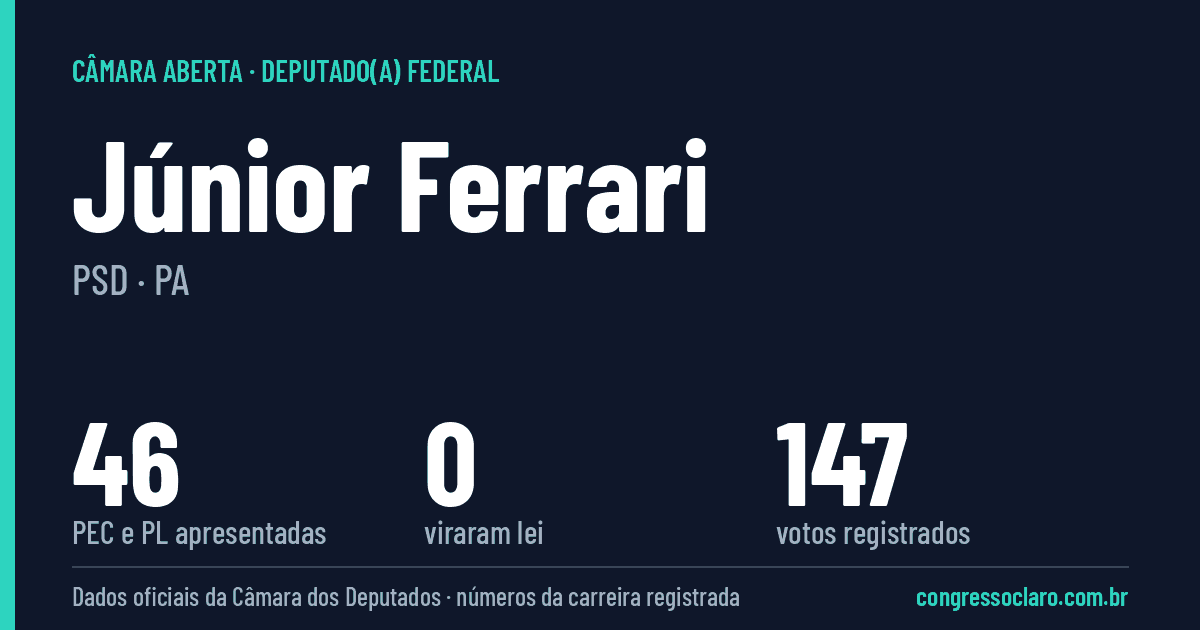 CÂMARA ABERTA · DEPUTADO(A) FEDERAL
Júnior Ferrari
PSD · PA
46 0 147
PEC e PL apresentadas viraram lei votos registrados
Dados oficiais da Câmara dos Deputados · números da carreira registrada congressoclaro.com.br